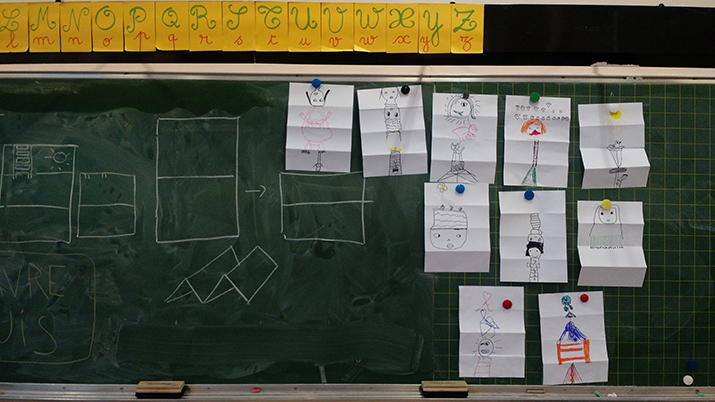 L M N O P Q R S T U V W X Y Z
l m n o p q r s t u v w x y z
VRE
UIS